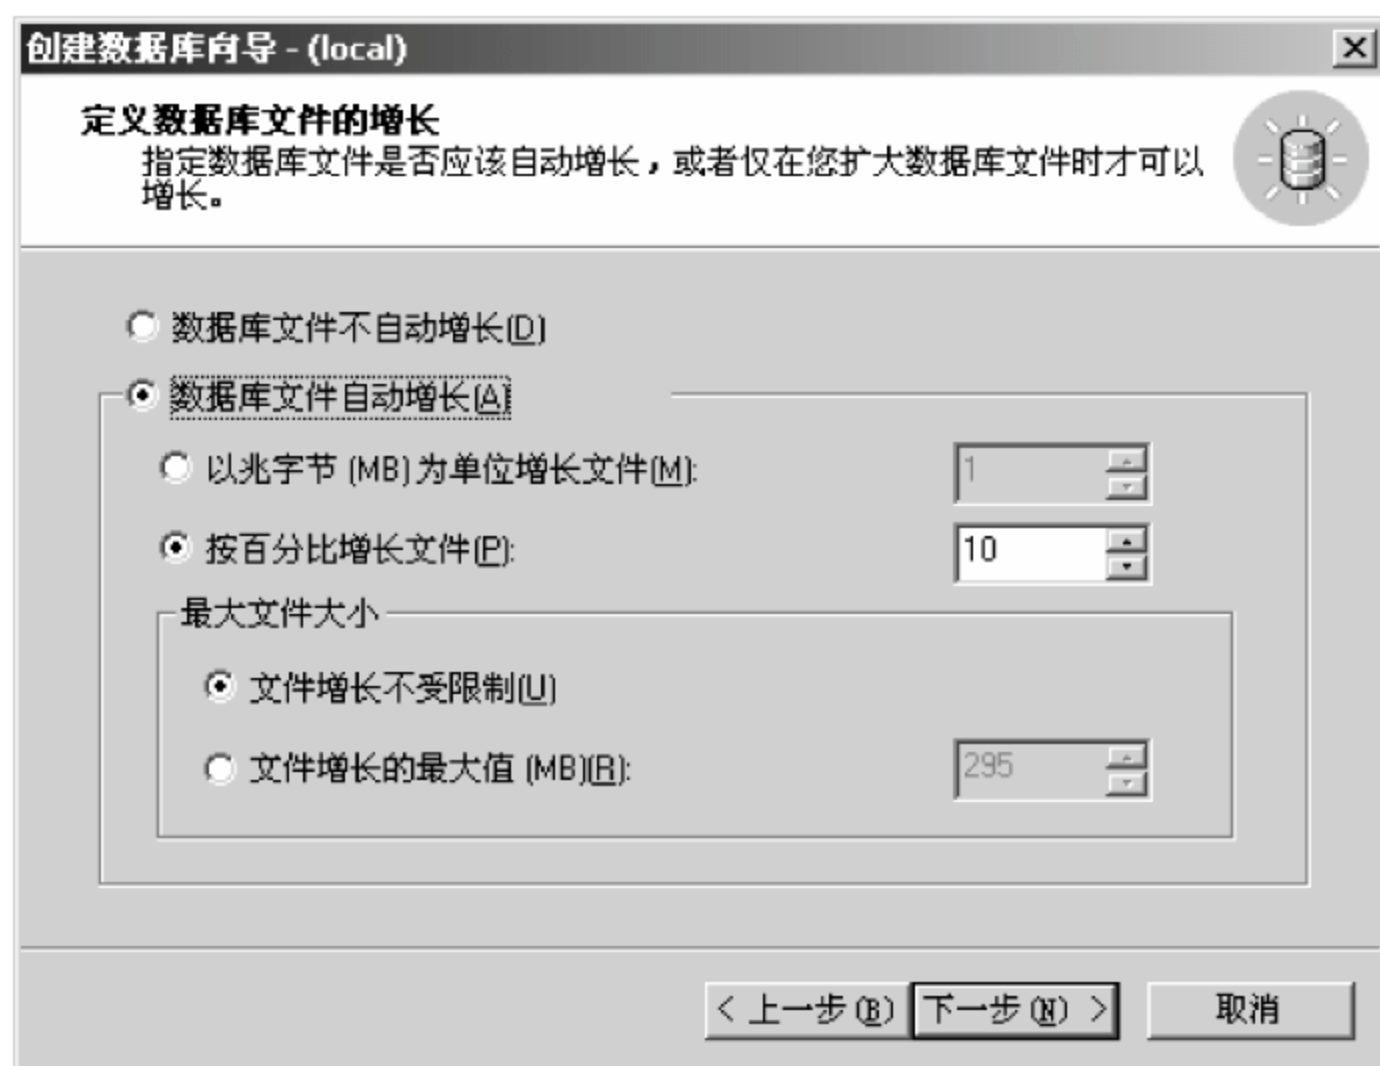 创建数据库向导 - (local)
定义数据库文件的增长
指定数据库文件是否应该自动增长，或者仅在您扩大数据库文件时才可以
增长。
数据库文件不自动增长(D)
数据库文件自动增长(A)
以兆字节 (MB) 为单位增长文件(M): 1
按百分比增长文件(P): 10
最大文件大小
文件增长不受限制(U)
文件增长的最大值 (MB)(R): 295
< 上一步(B) 下一步(N) > 取消